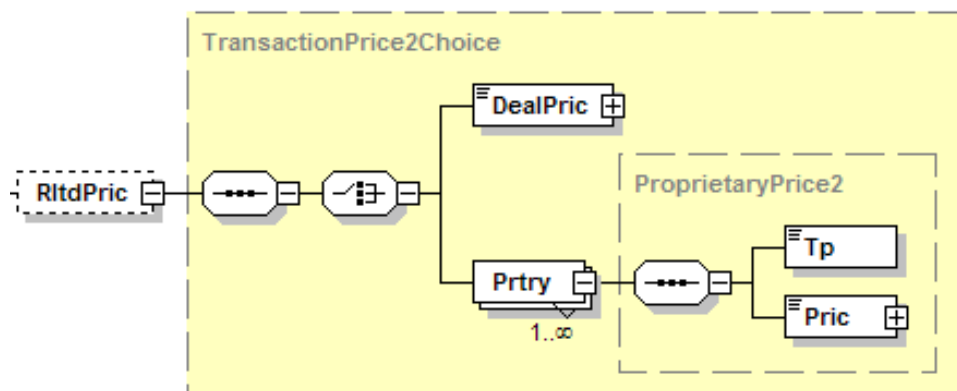 TransactionPrice2Choice
DealPric
RltdPric
ProprietaryPrice2
Tp
Prtry
Pric
1..∞